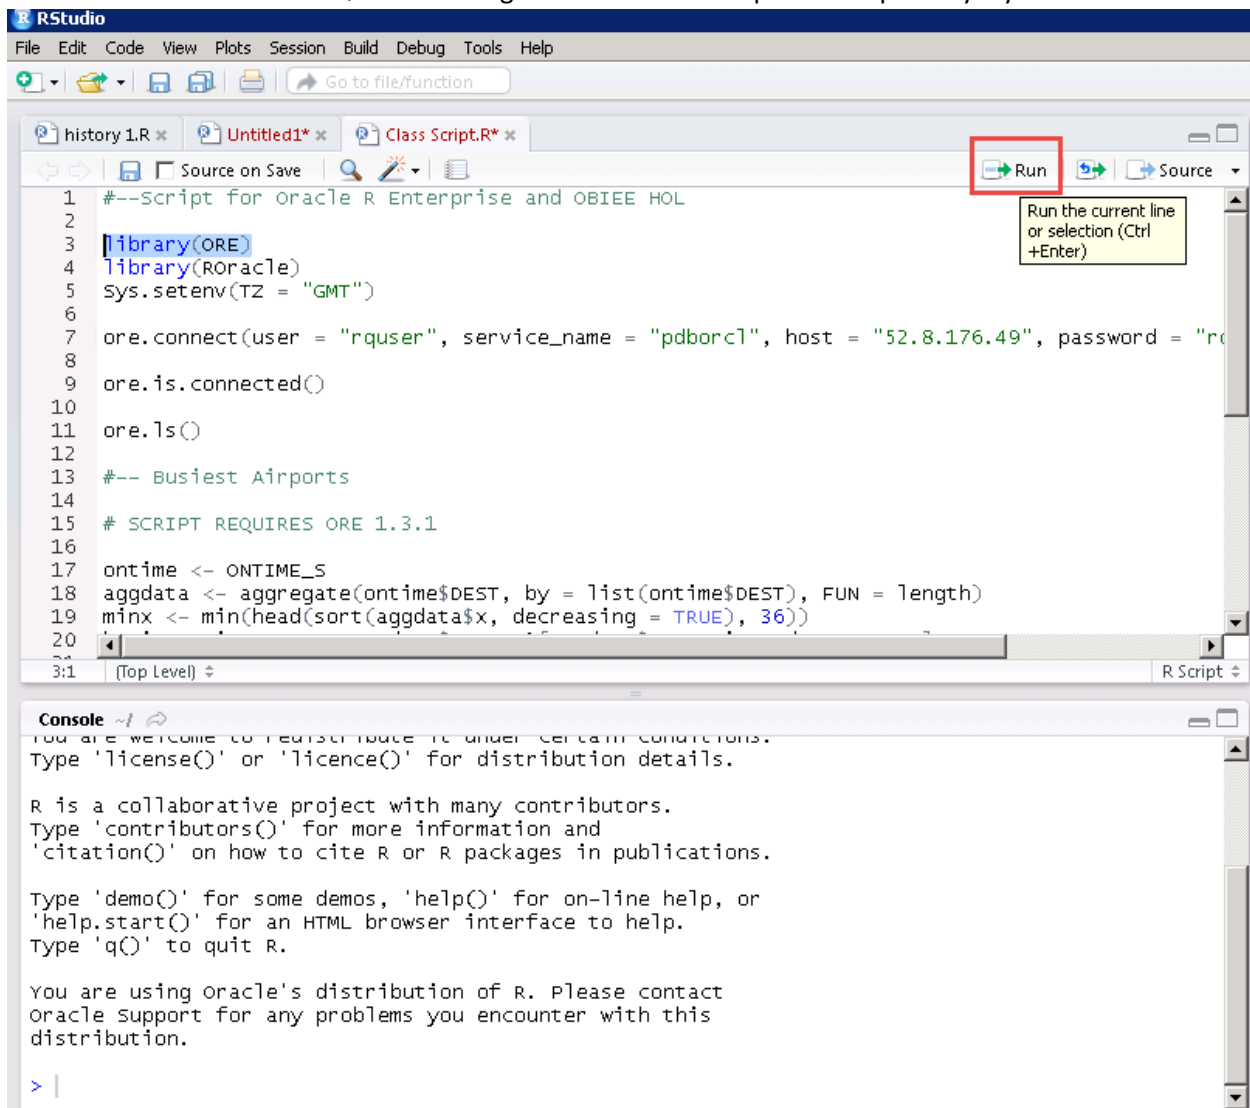 RStudio
File Edit Code View Plots Session Build Debug Tools Help
Go to file/function
history 1.R × Untitled1* × Class Script.R* ×
Source on Save Run Source
1 #--Script for Oracle R Enterprise and OBIEE HOL
2
3 library(ORE)
4 library(ROracle)
5 Sys.setenv(TZ = "GMT")
6
7 ore.connect(user = "rquser", service_name = "pdborcl", host = "52.8.176.49", password = "
8
9 ore.is.connected()
10
11 ore.ls()
12
13 #-- Busiest Airports
14
15 # SCRIPT REQUIRES ORE 1.3.1
16
17 ontime <- ONTIME_S
18 aggdata <- aggregate(ontime$DEST, by = list(ontime$DEST), FUN = length)
19 minx <- min(head(sort(aggdata$x, decreasing = TRUE), 36))
20
Run the current line
or selection (Ctrl
+Enter)
3:1 (Top Level) R Script
Console ~/
You are welcome to redistribute it under certain conditions.
Type 'license()' or 'licence()' for distribution details.
R is a collaborative project with many contributors.
Type 'contributors()' for more information and
'citation()' on how to cite R or R packages in publications.
Type 'demo()' for some demos, 'help()' for on-line help, or
'help.start()' for an HTML browser interface to help.
Type 'q()' to quit R.
You are using Oracle's distribution of R. Please contact
Oracle Support for any problems you encounter with this
distribution.
>